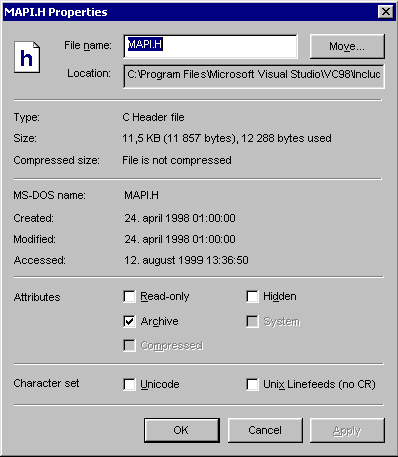 MAPI.H Properties
File name: MAPI.H Move...
Location: C:\Program Files\Microsoft Visual Studio\VC98\Includ
Type: C Header file
Size: 11,5 KB (11 857 bytes), 12 288 bytes used
Compressed size: File is not compressed
MS-DOS name: MAPI.H
Created: 24. april 1998 01:00:00
Modified: 24. april 1998 01:00:00
Accessed: 12. august 1999 13:36:50
Attributes Read-only Hidden
Archive System
Compressed
Character set Unicode Unix Linefeeds (no CR)
OK Cancel Apply